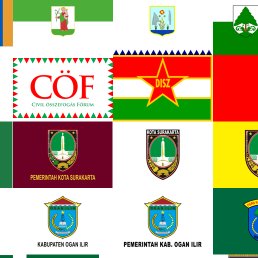 CÖF
CIVIL ÖSSZEFOGÁS FÓRUM
DISZ
KOTA SURAKARTA
PEMERINTAH KOTA SURAKARTA
KABUPATEN OGAN ILIR
PEMERINTAH KAB. OGAN ILIR